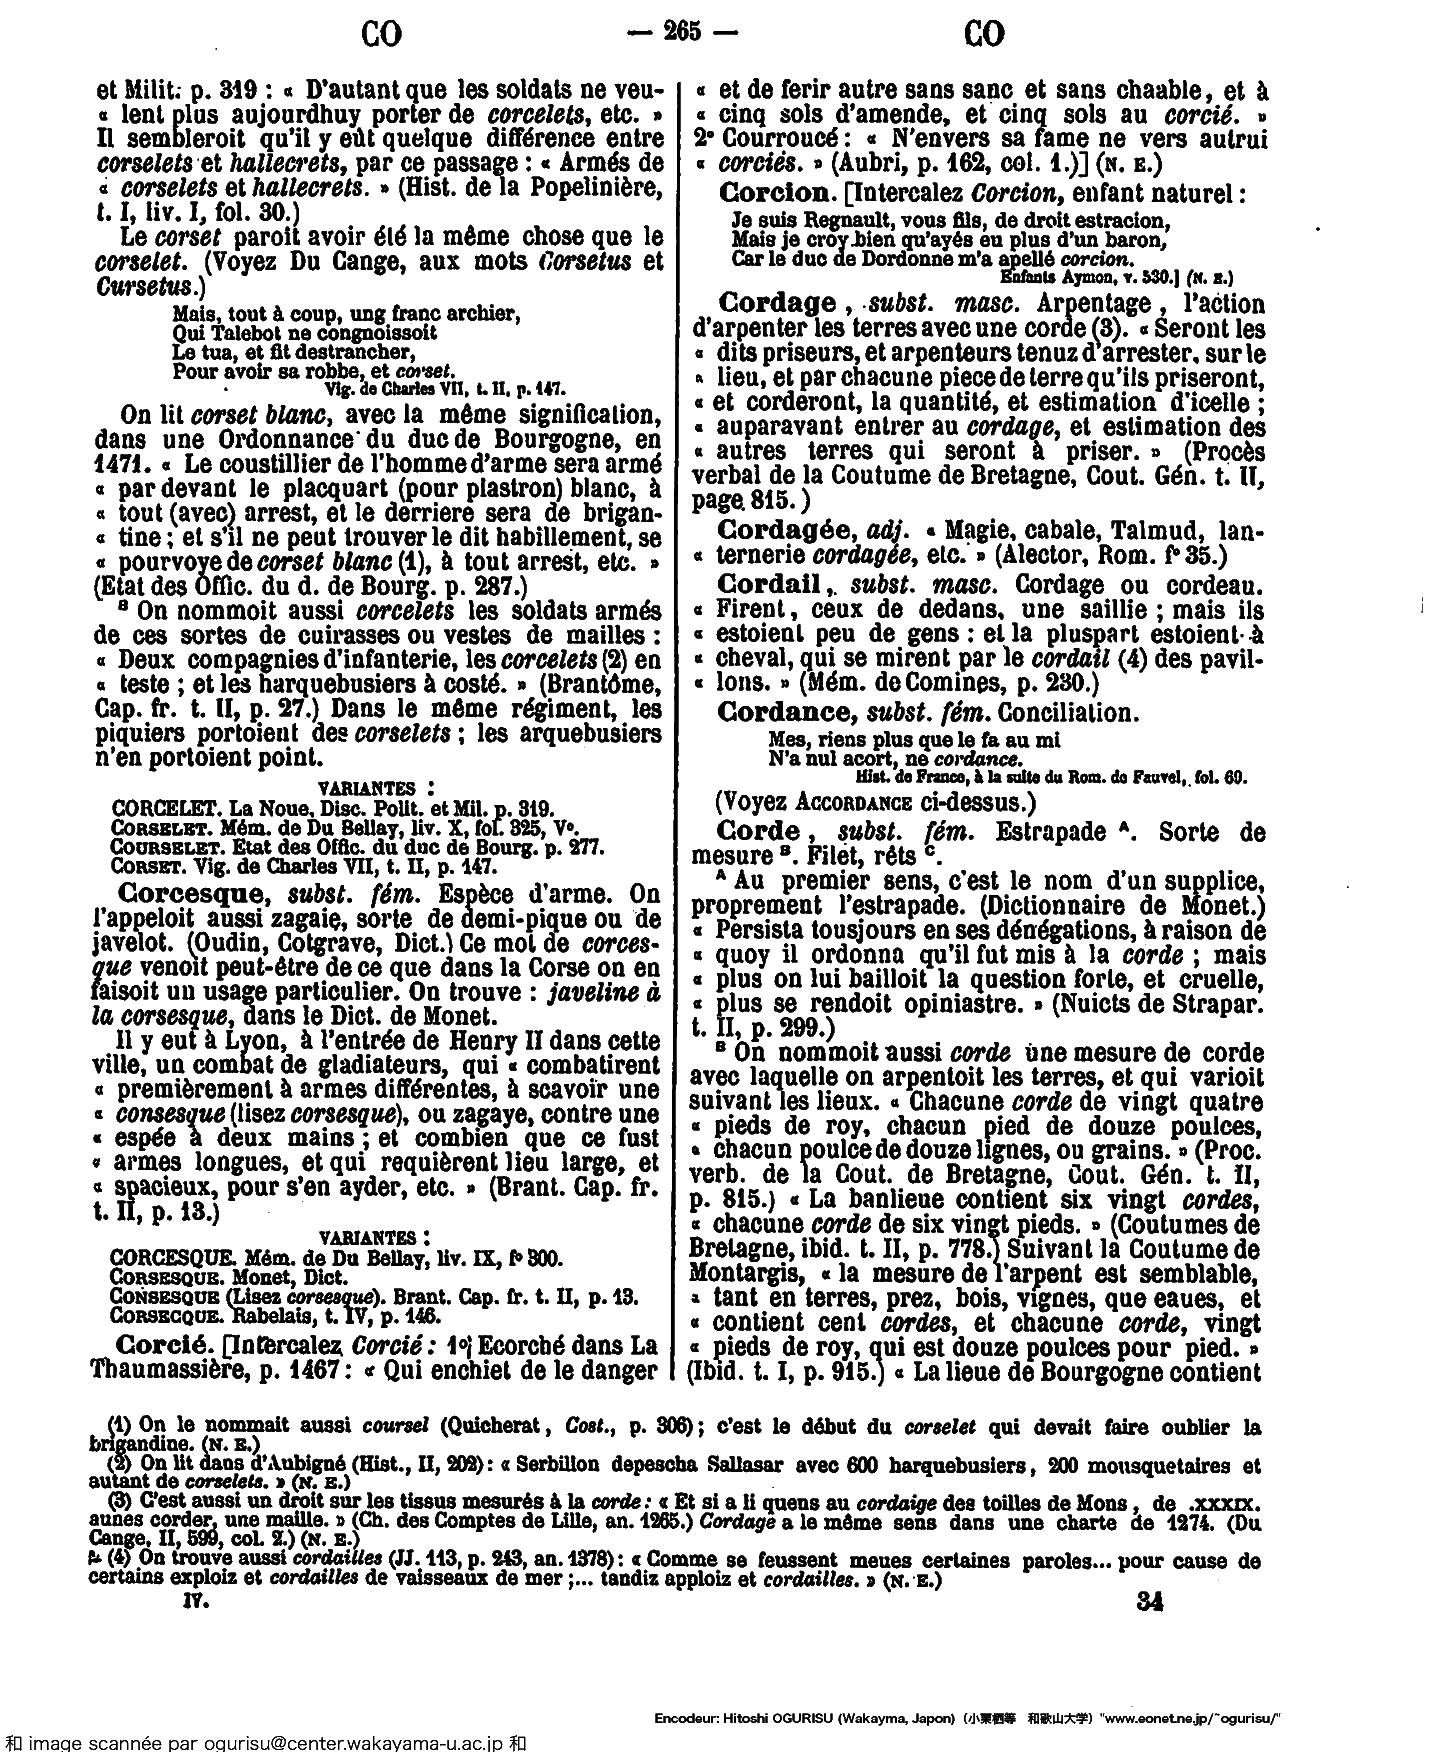 CO — 265 — CO
et Milit. p. 319 : « D'autant que les soldats ne veu-
« lent plus aujourdhuy porter de corcelets, etc. »
Il sembleroit qu'il y eût quelque différence entre
corselets et hallecrets, par ce passage : « Armés de
« corselets et hallecrets. » (Hist. de la Popelinière,
t. I, liv. I, fol. 30.)
Le corset paroit avoir été la même chose que le
corselet. (Voyez Du Cange, aux mots Corsetus et
Cursetus.)
Mais, tout à coup, ung franc archier,
Qui Talebot ne congnoissoit
Le tua, et fit destrancher,
Pour avoir sa robbe, et corset.
Vig. de Charles VII, t. II, p. 147.
On lit corset blanc, avec la même signification,
dans une Ordonnance du duc de Bourgogne, en
1471. « Le coustillier de l'homme d'arme sera armé
« par devant le placquart (pour plastron) blanc, à
« tout (avec) arrest, et le derriere sera de brigan-
« tine ; et s'il ne peut trouver le dit habillement, se
« pourvoye de corset blanc (1), à tout arrest, etc. »
(Etat des Offic. du d. de Bourg. p. 287.)
B On nommoit aussi corcelets les soldats armés
de ces sortes de cuirasses ou vestes de mailles :
« Deux compagnies d'infanterie, les corcelets (2) en
« teste ; et les harquebusiers à costé. » (Brantôme,
Cap. fr. t. II, p. 27.) Dans le même régiment, les
piquiers portoient des corselets ; les arquebusiers
n'en portoient point.
VARIANTES :
CORCELET. La Noue, Disc. Polit. et Mil. p. 319.
CORSELET. Mém. de Du Bellay, liv. X, fol. 325, Vo.
COURSELET. Etat des Offic. du duc de Bourg. p. 277.
CORSET. Vig. de Charles VII, t. II, p. 147.
Corcesque, subst. fém. Espèce d'arme. On
l'appeloit aussi zagaie, sorte de demi-pique ou de
javelot. (Oudin, Cotgrave, Dict.) Ce mot de corces-
que venoit peut-être de ce que dans la Corse on en
faisoit un usage particulier. On trouve : javeline à
la corsesque, dans le Dict. de Monet.
Il y eut à Lyon, à l'entrée de Henry II dans cette
ville, un combat de gladiateurs, qui « combatirent
« premièrement à armes différentes, à scavoir une
« consesque (lisez corsesque), ou zagaye, contre une
« espée à deux mains ; et combien que ce fust
« armes longues, et qui requièrent lieu large, et
« spacieux, pour s'en ayder, etc. » (Brant. Cap. fr.
t. II, p. 13.)
VARIANTES :
CORCESQUE. Mém. de Du Bellay, liv. IX, fo 300.
CORSESQUE. Monet, Dict.
CONSESQUE (Lisez corsesque). Brant. Cap. fr. t. II, p. 13.
CORSECQUE. Rabelais, t. IV, p. 146.
Corcié. [Intercalez Corcié : 1o] Ecorché dans La
Thaumassière, p. 1467 : « Qui enchiet de le danger
« et de ferir autre sans sanc et sans chaable, et à
« cinq sols d'amende, et cinq sols au corcié. »
2o Courroucé : « N'envers sa fame ne vers autrui
« corciés. » (Aubri, p. 162, col. 1.)] (N. E.)
Corcion. [Intercalez Corcion, enfant naturel :
Je suis Regnault, vous fils, de droit estracion,
Mais je croy bien qu'ayés eu plus d'un baron,
Car le duc de Dordonne m'a apellé corcion.
Enfants Aymon, v. 530.] (N. E.)
Cordage, subst. masc. Arpentage, l'action
d'arpenter les terres avec une corde (3). « Seront les
« dits priseurs, et arpenteurs tenuz d'arrester, sur le
« lieu, et par chacune piece de terre qu'ils priseront,
« et corderont, la quantité, et estimation d'icelle ;
« auparavant entrer au cordage, et estimation des
« autres terres qui seront à priser. » (Procès
verbal de la Coutume de Bretagne, Cout. Gén. t. II,
page 815.)
Cordagée, adj. « Magie, cabale, Talmud, lan-
« ternerie cordagée, etc. » (Alector, Rom. fo 35.)
Cordail, subst. masc. Cordage ou cordeau.
« Firent, ceux de dedans, une saillie ; mais ils
« estoient peu de gens : et la pluspart estoient à
« cheval, qui se mirent par le cordail (4) des pavil-
« lons. » (Mém. de Comines, p. 230.)
Cordance, subst. fém. Conciliation.
Mes, riens plus que le fa au mi
N'a nul acort, ne cordance.
Hist. de France, à la suite du Rom. de Fauvel, fol. 69.
(Voyez ACCORDANCE ci-dessus.)
Corde, subst. fém. Estrapade A. Sorte de
mesure B. Filet, rêts C.
A Au premier sens, c'est le nom d'un supplice,
proprement l'estrapade. (Dictionnaire de Monet.)
« Persista tousjours en ses dénégations, à raison de
« quoy il ordonna qu'il fut mis à la corde ; mais
« plus on lui bailloit la question forte, et cruelle,
« plus se rendoit opiniastre. » (Nuicts de Strapar.
t. II, p. 299.)
B On nommoit aussi corde une mesure de corde
avec laquelle on arpentoit les terres, et qui varioit
suivant les lieux. « Chacune corde de vingt quatre
« pieds de roy, chacun pied de douze poulces,
« chacun poulce de douze lignes, ou grains. » (Proc.
verb. de la Cout. de Bretagne, Cout. Gén. t. II,
p. 815.) « La banlieue contient six vingt cordes,
« chacune corde de six vingt pieds. » (Coutumes de
Bretagne, ibid. t. II, p. 778.) Suivant la Coutume de
Montargis, « la mesure de l'arpent est semblable,
« tant en terres, prez, bois, vignes, que eaues, et
« contient cent cordes, et chacune corde, vingt
« pieds de roy, qui est douze poulces pour pied. »
(Ibid. t. I, p. 915.) « La lieue de Bourgogne contient
(1) On le nommait aussi coursel (Quicherat, Cost., p. 306) ; c'est le début du corselet qui devait faire oublier la
brigandine. (N. E.)
(2) On lit dans d'Aubigné (Hist., II, 202) : « Serbillon depescha Sallasar avec 600 harquebusiers, 200 mousquetaires et
autant de corselets. » (N. E.)
(3) C'est aussi un droit sur les tissus mesurés à la corde : « Et si a li quens au cordaige des toilles de Mons, de .XXXIX.
aunes corder, une maille. » (Ch. des Comptes de Lille, an. 1265.) Cordage a le même sens dans une charte de 1274. (Du
Cange, II, 599, col. 2.) (N. E.)
(4) On trouve aussi cordailles (JJ. 113, p. 243, an. 1378) : « Comme se feussent meues certaines paroles... pour cause de
certains exploiz et cordailles de vaisseaux de mer ;... tandiz apploiz et cordailles. » (N. E.)
IV. 34
Encodeur: Hitoshi OGURISU (Wakayma, Japon) (小栗栖等 和歌山大学) "www.eonet.ne.jp/~ogurisu/"
和 image scannée par ogurisu@center.wakayama-u.ac.jp 和